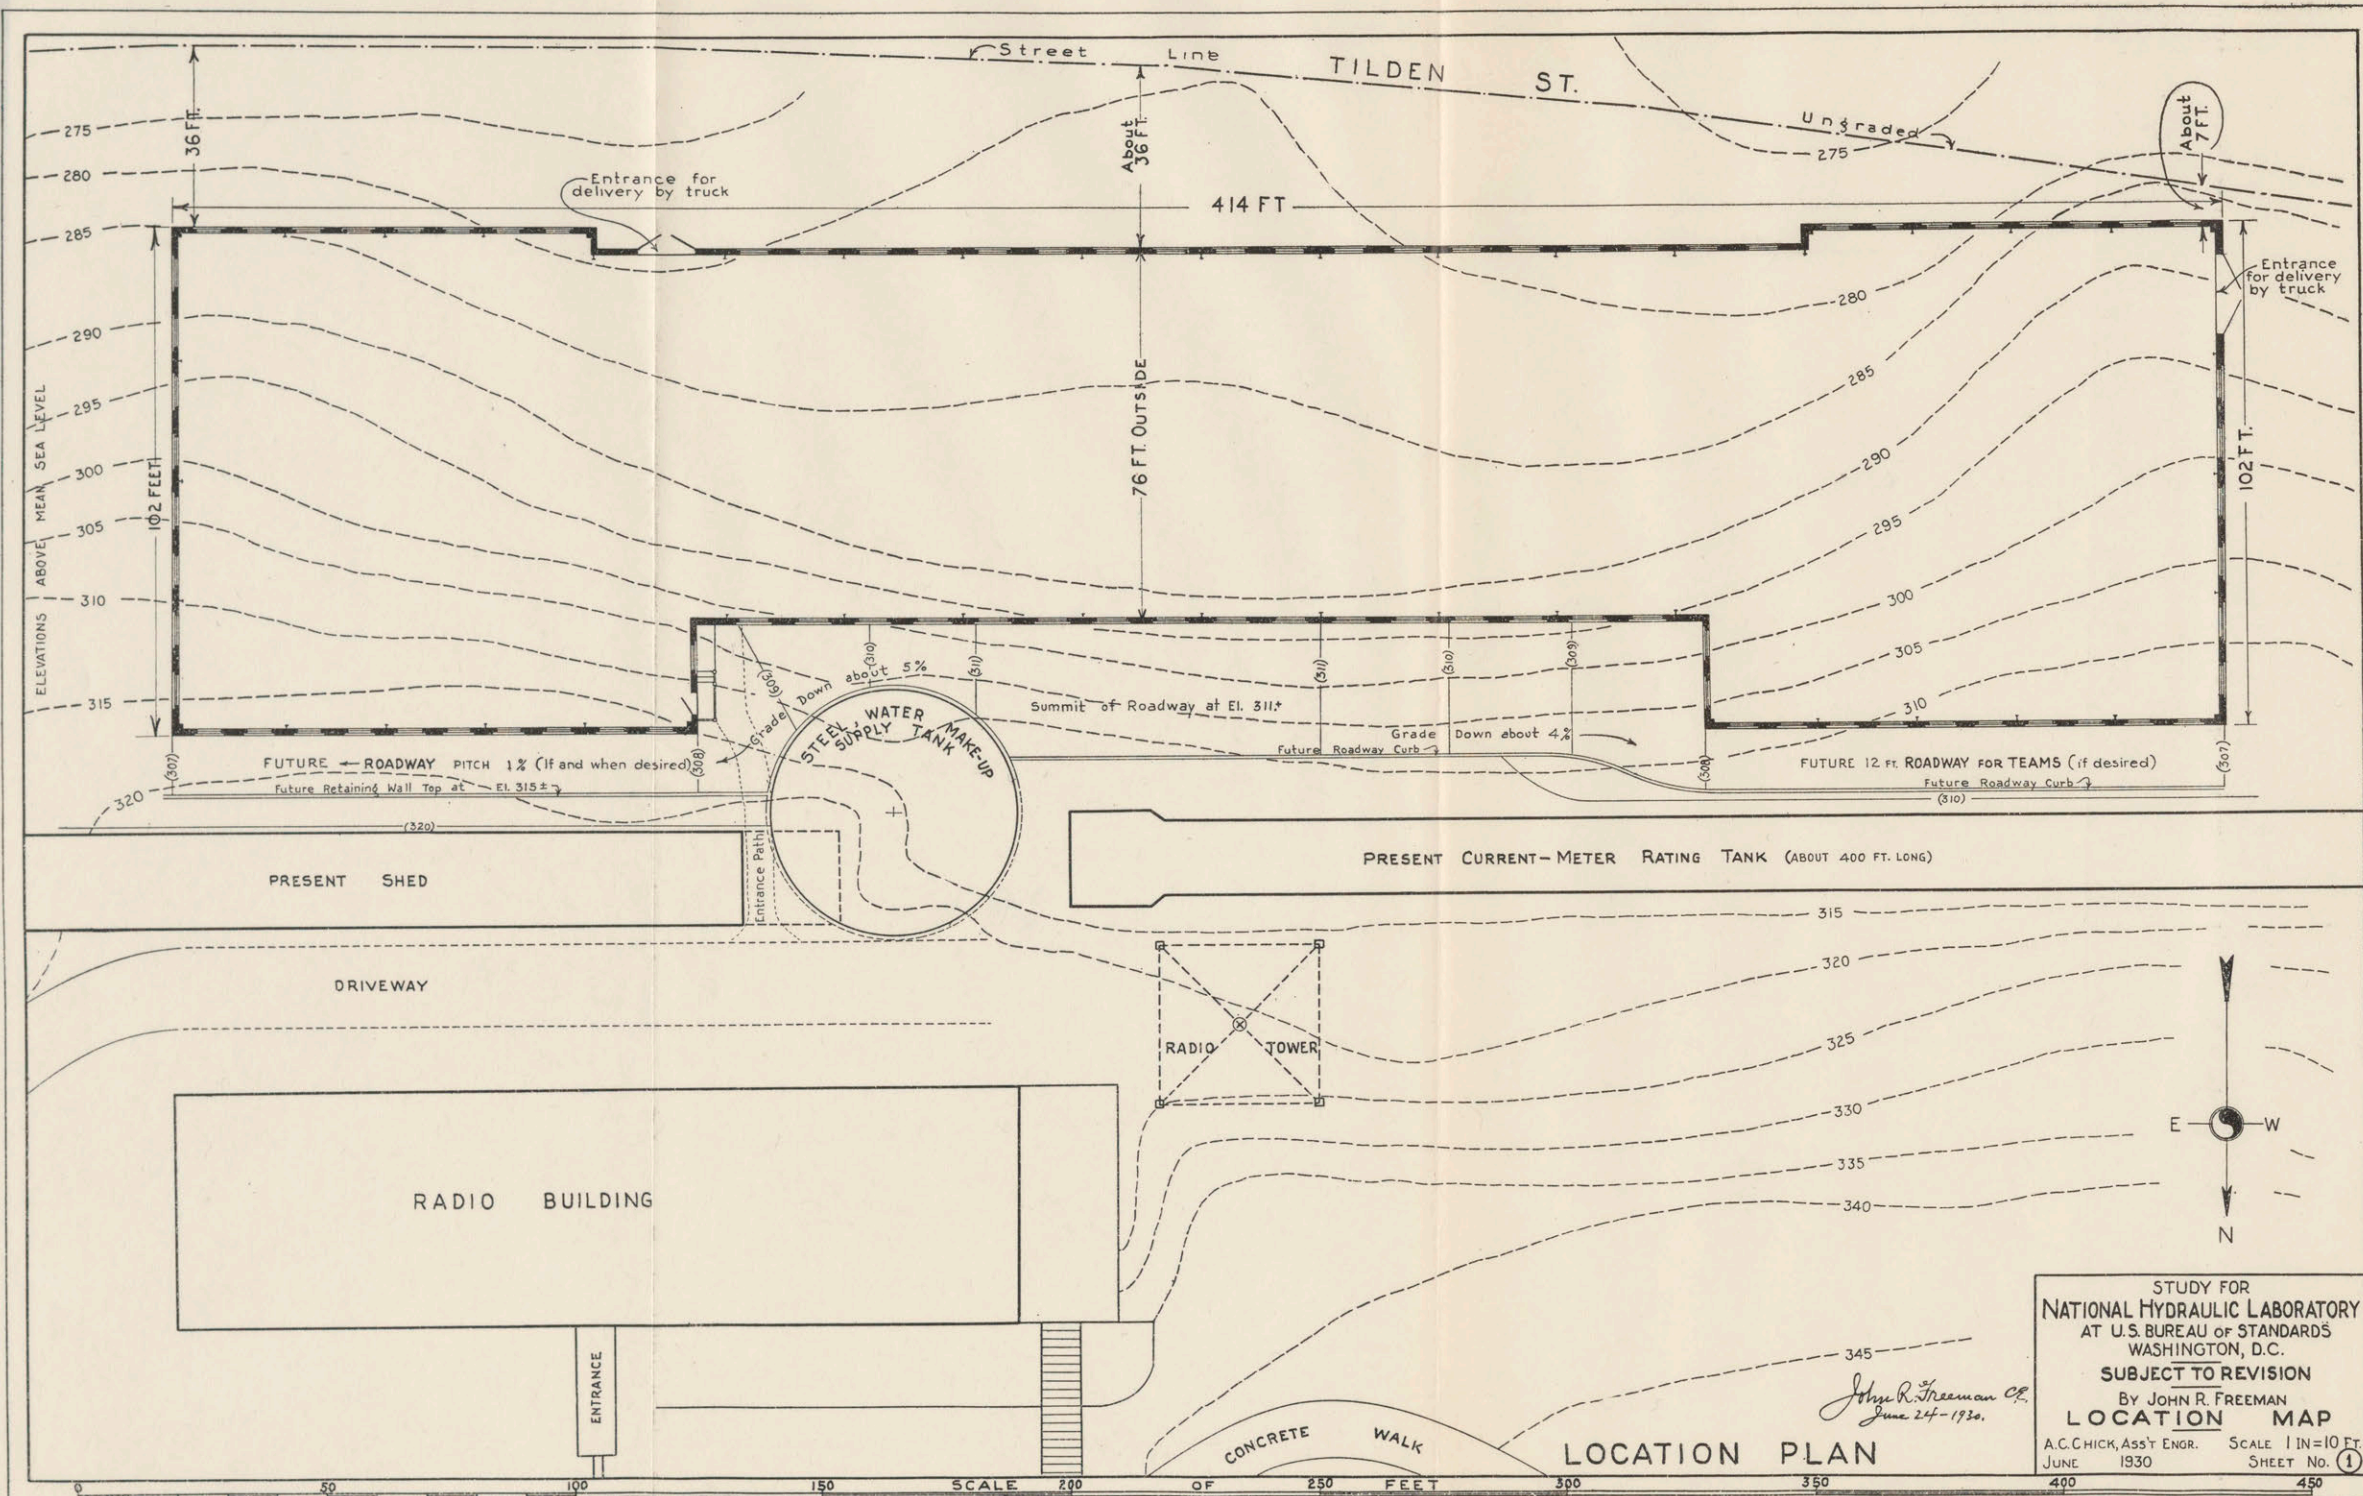 Street Line TILDEN ST.
Ungraded
275
About
7 FT.
36 FT.
About
36 FT.
275
275
280
Entrance for
delivery by truck
414 FT
285
Entrance
for delivery
by truck
280
290
285
295
76 FT. OUTSIDE
290
300
102 FEET
102 FT.
305
295
ELEVATIONS ABOVE MEAN SEA LEVEL
310
300
305
315
310
(309)
(310)
(311)
(311)
(310)
(309)
Grade Down about 5%
Summit of Roadway at El. 311±
STEEL WATER MAKE-UP
SUPPLY TANK
Grade Down about 4%
Future Roadway Curb
(307)
FUTURE ROADWAY PITCH 1% (If and when desired)
(308)
(308)
FUTURE 12 FT. ROADWAY FOR TEAMS (if desired)
(307)
Future Retaining Wall Top at El. 315±
Future Roadway Curb
320
(310)
(320)
Entrance Path
PRESENT SHED
PRESENT CURRENT-METER RATING TANK (ABOUT 400 FT. LONG)
315
320
DRIVEWAY
325
RADIO TOWER
330
E W
335
RADIO BUILDING
340
N
345
ENTRANCE
CONCRETE WALK
John R. Freeman C.E.
June 24-1930.
LOCATION PLAN
STUDY FOR
NATIONAL HYDRAULIC LABORATORY
AT U.S. BUREAU OF STANDARDS
WASHINGTON, D.C.
SUBJECT TO REVISION
BY JOHN R. FREEMAN
LOCATION MAP
A.C. CHICK, ASS'T ENGR. SCALE 1 IN=10 FT.
JUNE 1930 SHEET NO. 1
0 50 100 150 SCALE 200 OF 250 FEET 300 350 400 450